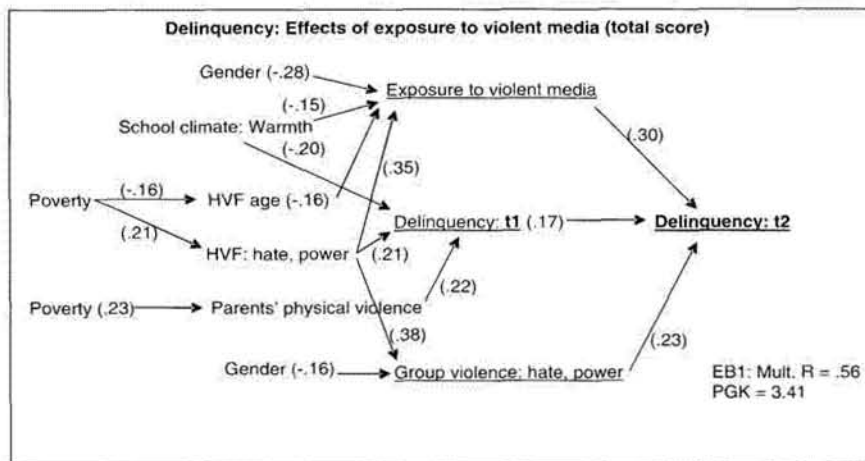 Delinquency: Effects of exposure to violent media (total score)
Gender (-.28)
Exposure to violent media
(-.15)
School climate: Warmth
(-.20)
(.30)
(.35)
Poverty
(-.16)
HVF age (-.16)
Delinquency: t1 (.17)
Delinquency: t2
(.21)
HVF: hate, power
(.21)
(.22)
Poverty (.23)
Parents' physical violence
(.38)
(.23)
Gender (-.16)
Group violence; hate, power
EB1: Mult. R = .56
PGK = 3.41